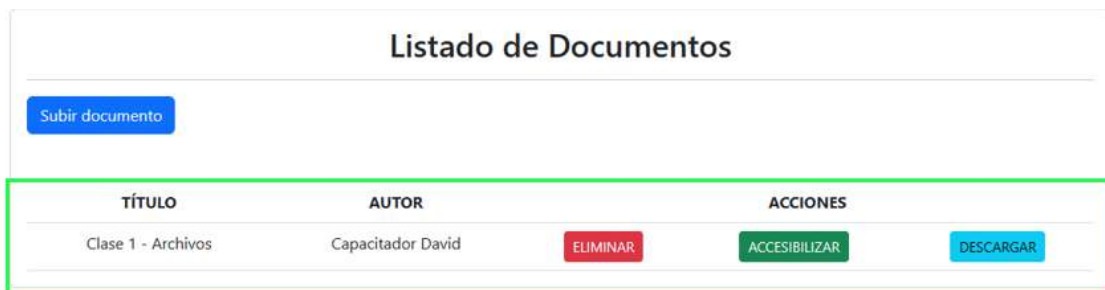 Listado de Documentos
Subir documento
TÍTULO AUTOR ACCIONES
Clase 1 - Archivos Capacitador David ELIMINAR ACCESIBILIZAR DESCARGAR